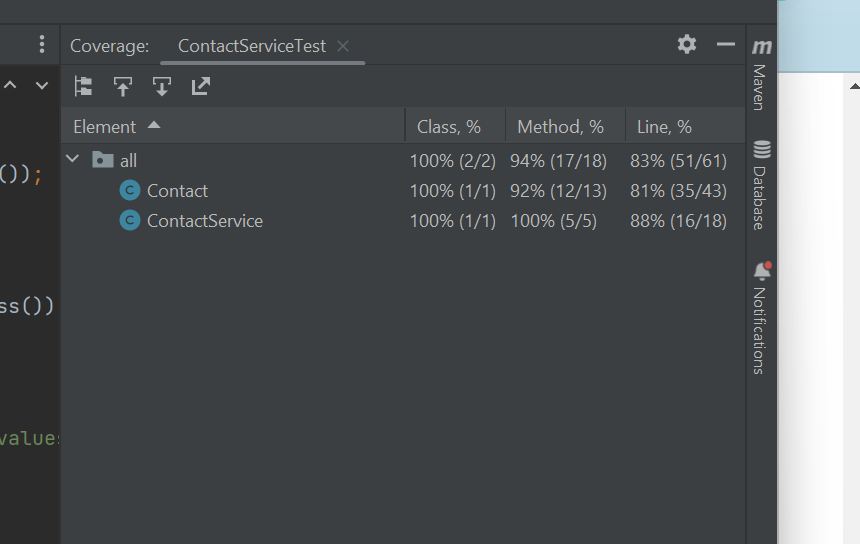 Coverage: ContactServiceTest
Element Class, % Method, % Line, %
all 100% (2/2) 94% (17/18) 83% (51/61)
Contact 100% (1/1) 92% (12/13) 81% (35/43)
ContactService 100% (1/1) 100% (5/5) 88% (16/18)
());
ss())
values
m Maven
Database
Notifications